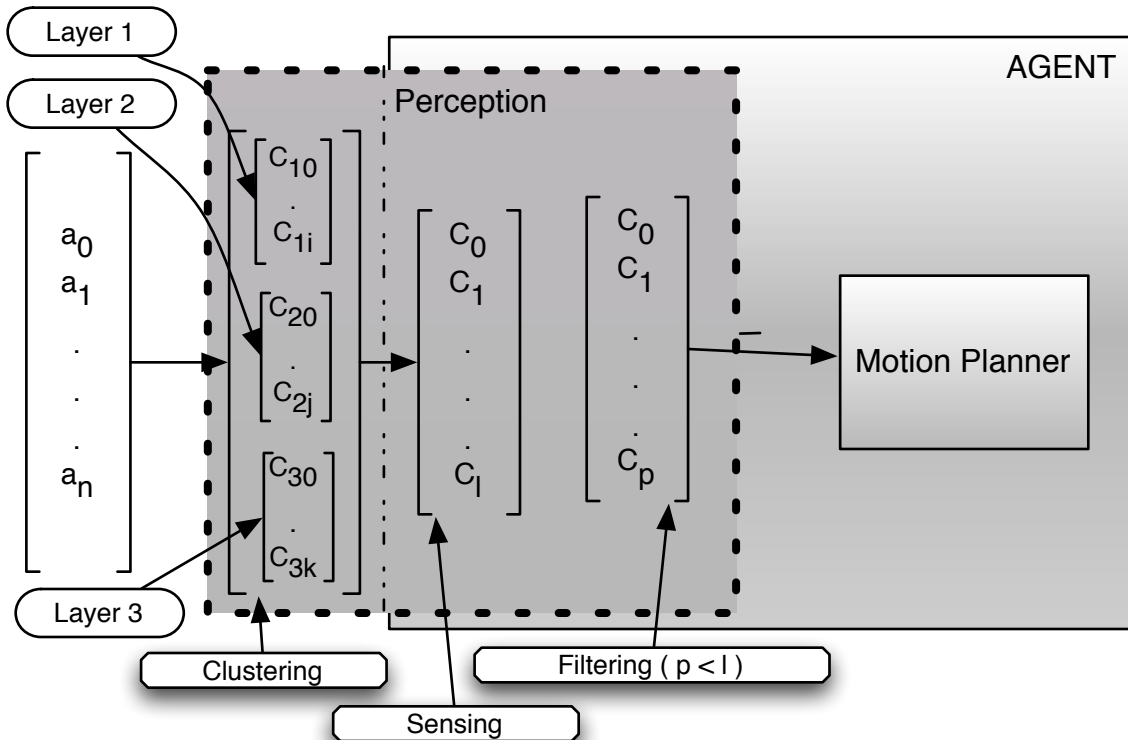 Layer 1
Layer 2
Layer 3
AGENT
Perception
a0
a1
.
.
.
an
C10
.
C1i
C20
.
C2j
C30
.
C3k
C0
C1
.
.
.
Cl
C0
C1
.
.
.
Cp
Motion Planner
Clustering
Sensing
Filtering ( p < l )